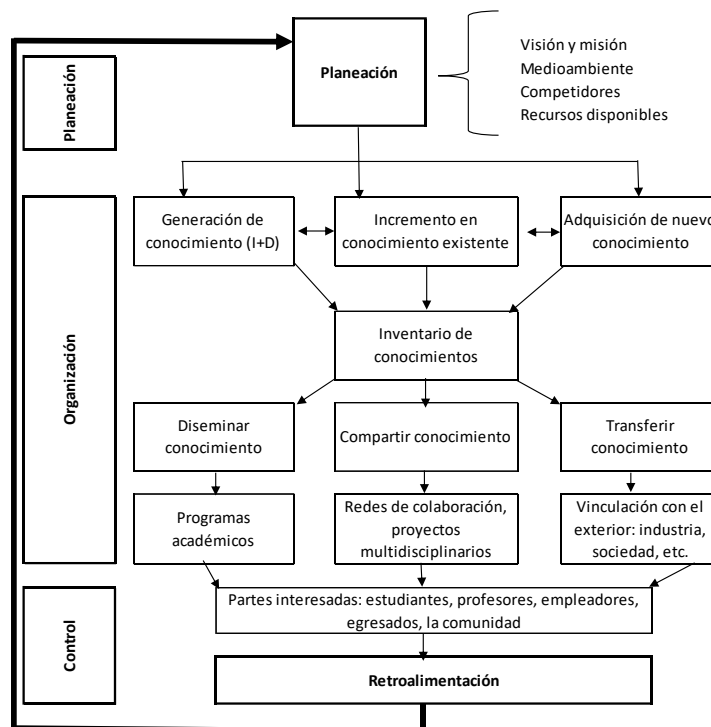 Planeación
Visión y misión
Medioambiente
Competidores
Recursos disponibles
Planeación
Organización
Control
Generación de
conocimiento (I+D)
Incremento en
conocimiento existente
Adquisición de nuevo
conocimiento
Inventario de
conocimientos
Diseminar
conocimiento
Compartir conocimiento
Transferir
conocimiento
Programas
académicos
Redes de colaboración,
proyectos
multidisciplinarios
Vinculación con el
exterior: industria,
sociedad, etc.
Partes interesadas: estudiantes, profesores, empleadores,
egresados, la comunidad
Retroalimentación